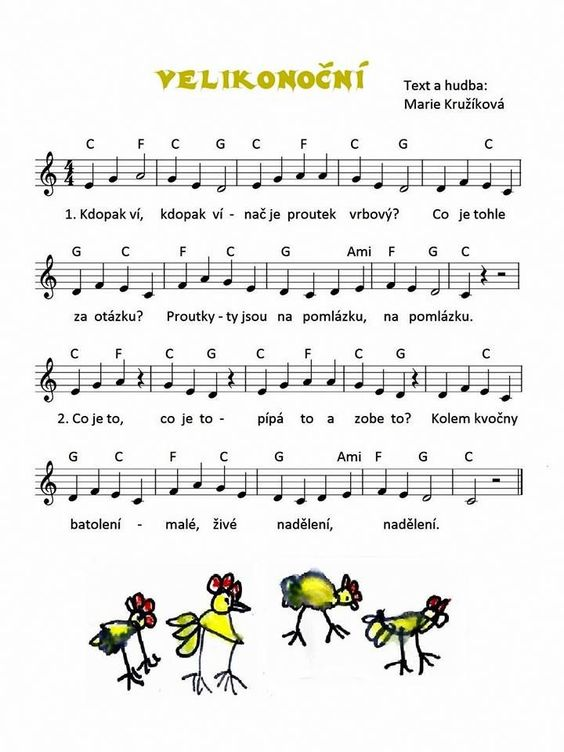 VELIKONOČNÍ
Text a hudba:
Marie Kružíková
C F C G C F C G C
4
4
1. Kdopak ví, kdopak ví - nač je proutek vrbový? Co je tohle
G C F C G Ami F G C
za otázku? Proutky - ty jsou na pomlázku, na pomlázku.
C F C G C F C G C
2. Co je to, co je to - pípá to a zobe to? Kolem kvočny
G C F C G Ami F G C
batolení - malé, živé nadělení, nadělení.